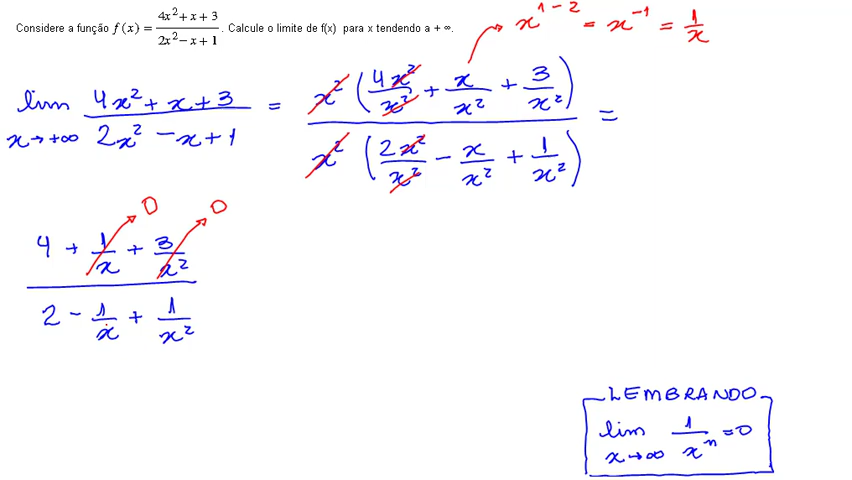 Considere a função f(x) = (4x² + x + 3)/(2x² − x + 1). Calcule o limite de f(x) para x tendendo a + ∞.
x^(1−2) = x^(−1) = 1/x
lim x→+∞ (4x² + x + 3)/(2x² − x + 1) = x²(4x²/x² + x/x² + 3/x²)/x²(2x²/x² − x/x² + 1/x²) =
0 0
(4 + 1/x + 3/x²)/(2 − 1/x + 1/x²)
LEMBRANDO
lim x→∞ 1/xⁿ = 0